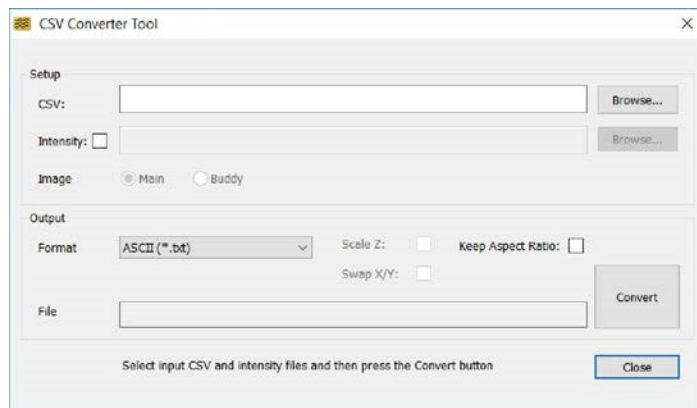 CSV Converter Tool
Setup
CSV:
Browse...
Intensity:
Browse...
Image
Main
Buddy
Output
Format
ASCII (*.txt)
Scale Z:
Keep Aspect Ratio:
Swap X/Y:
Convert
File
Select input CSV and intensity files and then press the Convert button
Close